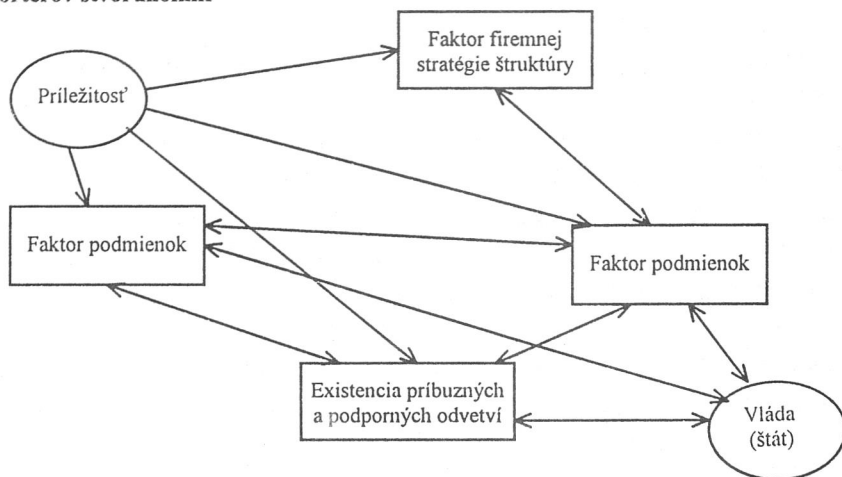 Faktor firemnej
stratégie štruktúry
Príležitosť
Faktor podmienok
Faktor podmienok
Existencia príbuzných
a podporných odvetví
Vláda
(štát)